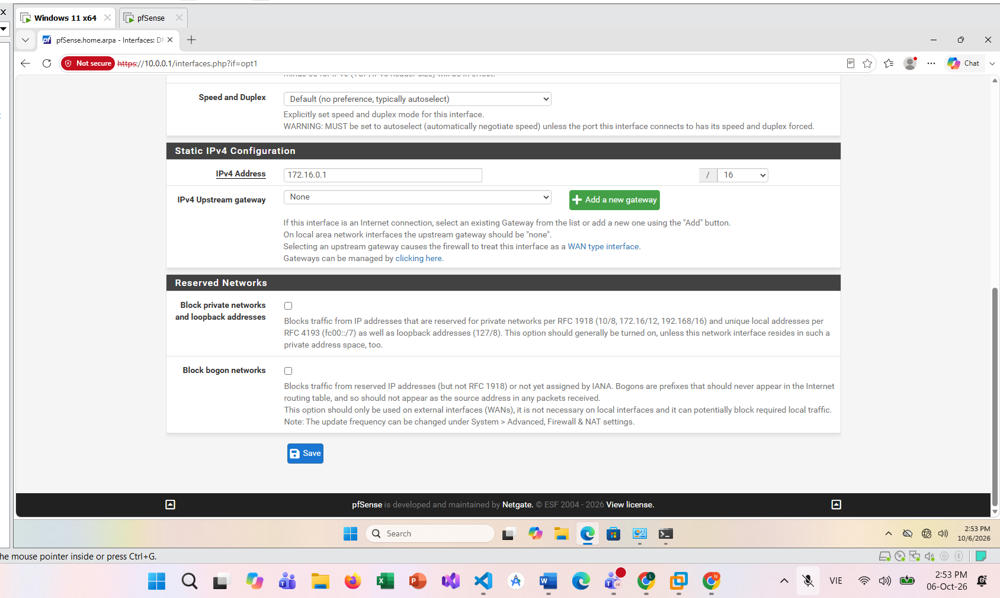 Windows 11 x64
pfSense
pfSense.home.arpa - Interfaces: DM
Not secure
https://10.0.0.1/interfaces.php?if=opt1
Chat
Speed and Duplex
Default (no preference, typically autoselect)
Explicitly set speed and duplex mode for this interface.
WARNING: MUST be set to autoselect (automatically negotiate speed) unless the port this interface connects to has its speed and duplex forced.
Static IPv4 Configuration
IPv4 Address
172.16.0.1
/
16
IPv4 Upstream gateway
None
Add a new gateway
If this interface is an Internet connection, select an existing Gateway from the list or add a new one using the "Add" button.
On local area network interfaces the upstream gateway should be "none".
Selecting an upstream gateway causes the firewall to treat this interface as a WAN type interface.
Gateways can be managed by clicking here.
Reserved Networks
Block private networks
and loopback addresses
Blocks traffic from IP addresses that are reserved for private networks per RFC 1918 (10/8, 172.16/12, 192.168/16) and unique local addresses per
RFC 4193 (fc00::/7) as well as loopback addresses (127/8). This option should generally be turned on, unless this network interface resides in such a
private address space, too.
Block bogon networks
Blocks traffic from reserved IP addresses (but not RFC 1918) or not yet assigned by IANA. Bogons are prefixes that should never appear in the Internet
routing table, and so should not appear as the source address in any packets received.
This option should only be used on external interfaces (WANs), it is not necessary on local interfaces and it can potentially block required local traffic.
Note: The update frequency can be changed under System > Advanced, Firewall & NAT settings.
Save
pfSense is developed and maintained by Netgate. © ESF 2004 - 2026 View license.
Search
2:53 PM
10/6/2026
he mouse pointer inside or press Ctrl+G.
VIE
2:53 PM
06-Oct-26